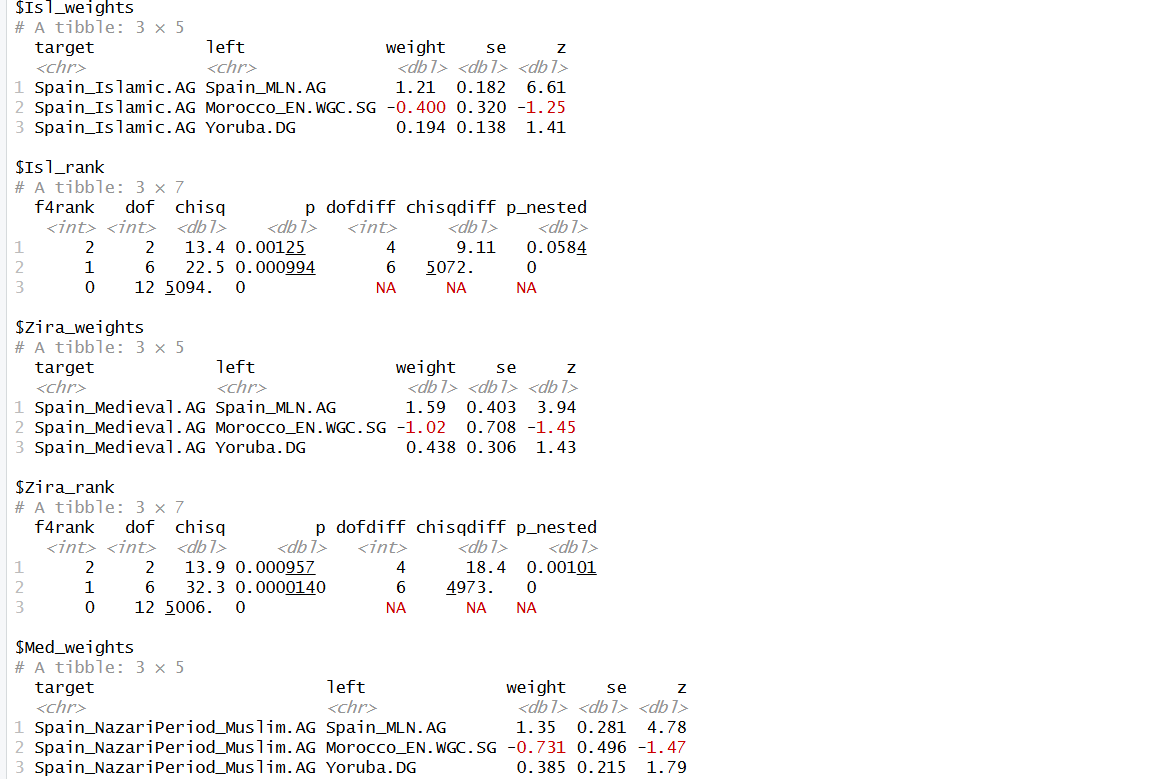 $Isl_weights
# A tibble: 3 × 5
target left weight se z
<chr> <chr> <dbl> <dbl> <dbl>
1 Spain_Islamic.AG Spain_MLN.AG 1.21 0.182 6.61
2 Spain_Islamic.AG Morocco_EN.WGC.SG -0.400 0.320 -1.25
3 Spain_Islamic.AG Yoruba.DG 0.194 0.138 1.41
$Isl_rank
# A tibble: 3 × 7
f4rank dof chisq p dofdiff chisqdiff p_nested
<int> <int> <dbl> <dbl> <int> <dbl> <dbl>
1 2 2 13.4 0.00125 4 9.11 0.0584
2 1 6 22.5 0.000994 6 5072. 0
3 0 12 5094. 0 NA NA NA
$Zira_weights
# A tibble: 3 × 5
target left weight se z
<chr> <chr> <dbl> <dbl> <dbl>
1 Spain_Medieval.AG Spain_MLN.AG 1.59 0.403 3.94
2 Spain_Medieval.AG Morocco_EN.WGC.SG -1.02 0.708 -1.45
3 Spain_Medieval.AG Yoruba.DG 0.438 0.306 1.43
$Zira_rank
# A tibble: 3 × 7
f4rank dof chisq p dofdiff chisqdiff p_nested
<int> <int> <dbl> <dbl> <int> <dbl> <dbl>
1 2 2 13.9 0.000957 4 18.4 0.00101
2 1 6 32.3 0.0000140 6 4973. 0
3 0 12 5006. 0 NA NA NA
$Med_weights
# A tibble: 3 × 5
target left weight se z
<chr> <chr> <dbl> <dbl> <dbl>
1 Spain_NazariPeriod_Muslim.AG Spain_MLN.AG 1.35 0.281 4.78
2 Spain_NazariPeriod_Muslim.AG Morocco_EN.WGC.SG -0.731 0.496 -1.47
3 Spain_NazariPeriod_Muslim.AG Yoruba.DG 0.385 0.215 1.79